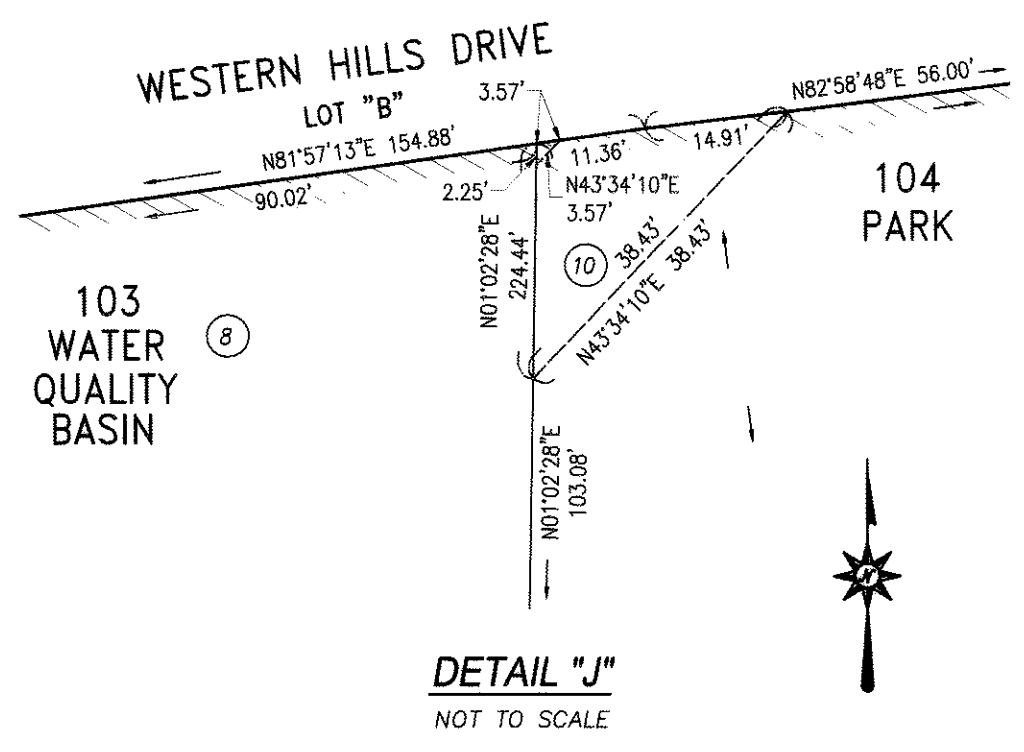 WESTERN HILLS DRIVE
LOT "B"
N81°57'13"E 154.88'
90.02'
3.57'
N82°58'48"E 56.00'
11.36'
14.91'
2.25'
N43°34'10"E
3.57'
N01°02'28"E
224.44'
10
38.43'
N43°34'10"E 38.43'
104
PARK
103
WATER
QUALITY
BASIN
8
N01°02'28"E
103.08'
N
DETAIL "J"
NOT TO SCALE